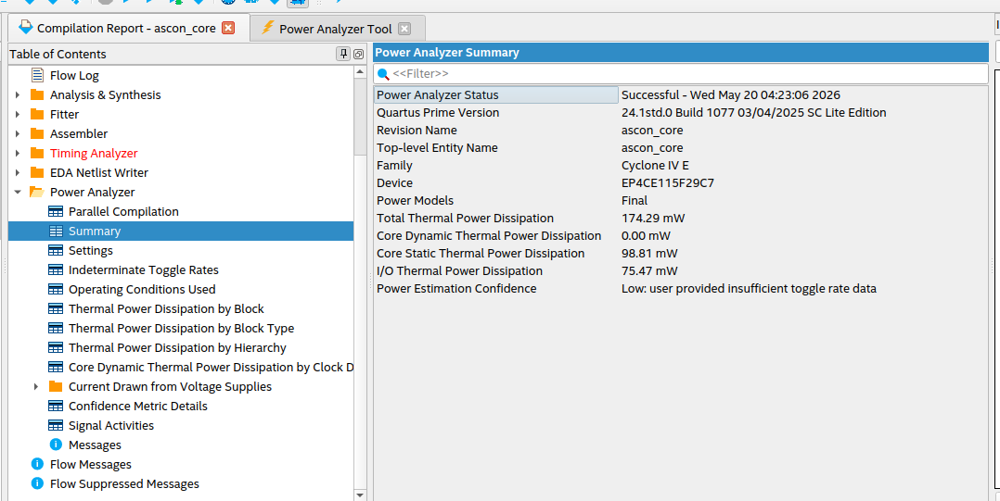 Compilation Report - ascon_core
Power Analyzer Tool
Table of Contents
Flow Log
Analysis & Synthesis
Fitter
Assembler
Timing Analyzer
EDA Netlist Writer
Power Analyzer
Parallel Compilation
Summary
Settings
Indeterminate Toggle Rates
Operating Conditions Used
Thermal Power Dissipation by Block
Thermal Power Dissipation by Block Type
Thermal Power Dissipation by Hierarchy
Core Dynamic Thermal Power Dissipation by Clock D
Current Drawn from Voltage Supplies
Confidence Metric Details
Signal Activities
Messages
Flow Messages
Flow Suppressed Messages
Power Analyzer Summary
<<Filter>>
Power Analyzer Status Successful - Wed May 20 04:23:06 2026
Quartus Prime Version 24.1std.0 Build 1077 03/04/2025 SC Lite Edition
Revision Name ascon_core
Top-level Entity Name ascon_core
Family Cyclone IV E
Device EP4CE115F29C7
Power Models Final
Total Thermal Power Dissipation 174.29 mW
Core Dynamic Thermal Power Dissipation 0.00 mW
Core Static Thermal Power Dissipation 98.81 mW
I/O Thermal Power Dissipation 75.47 mW
Power Estimation Confidence Low: user provided insufficient toggle rate data